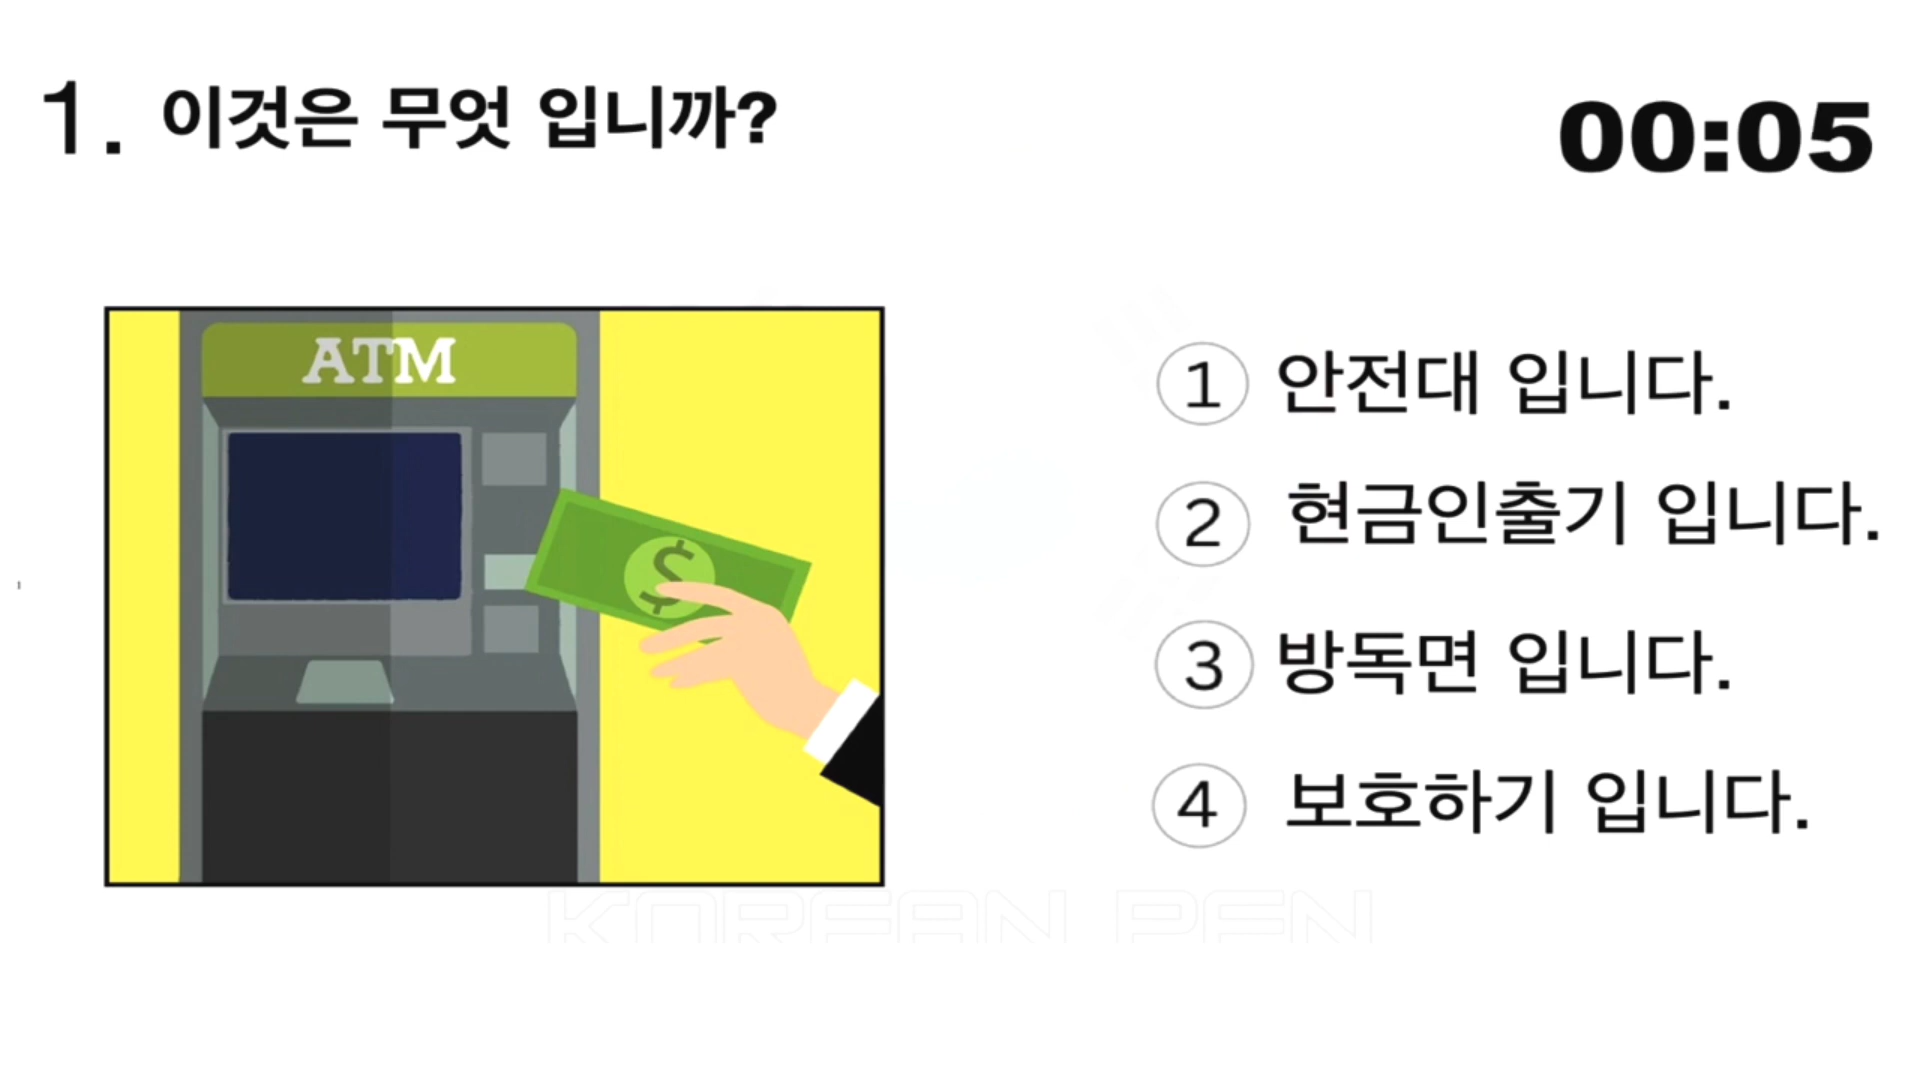 1. 이것은 무엇 입니까?
00:05
ATM
$
① 안전대 입니다.
② 현금인출기 입니다.
③ 방독면 입니다.
④ 보호하기 입니다.
KOREAN PEN